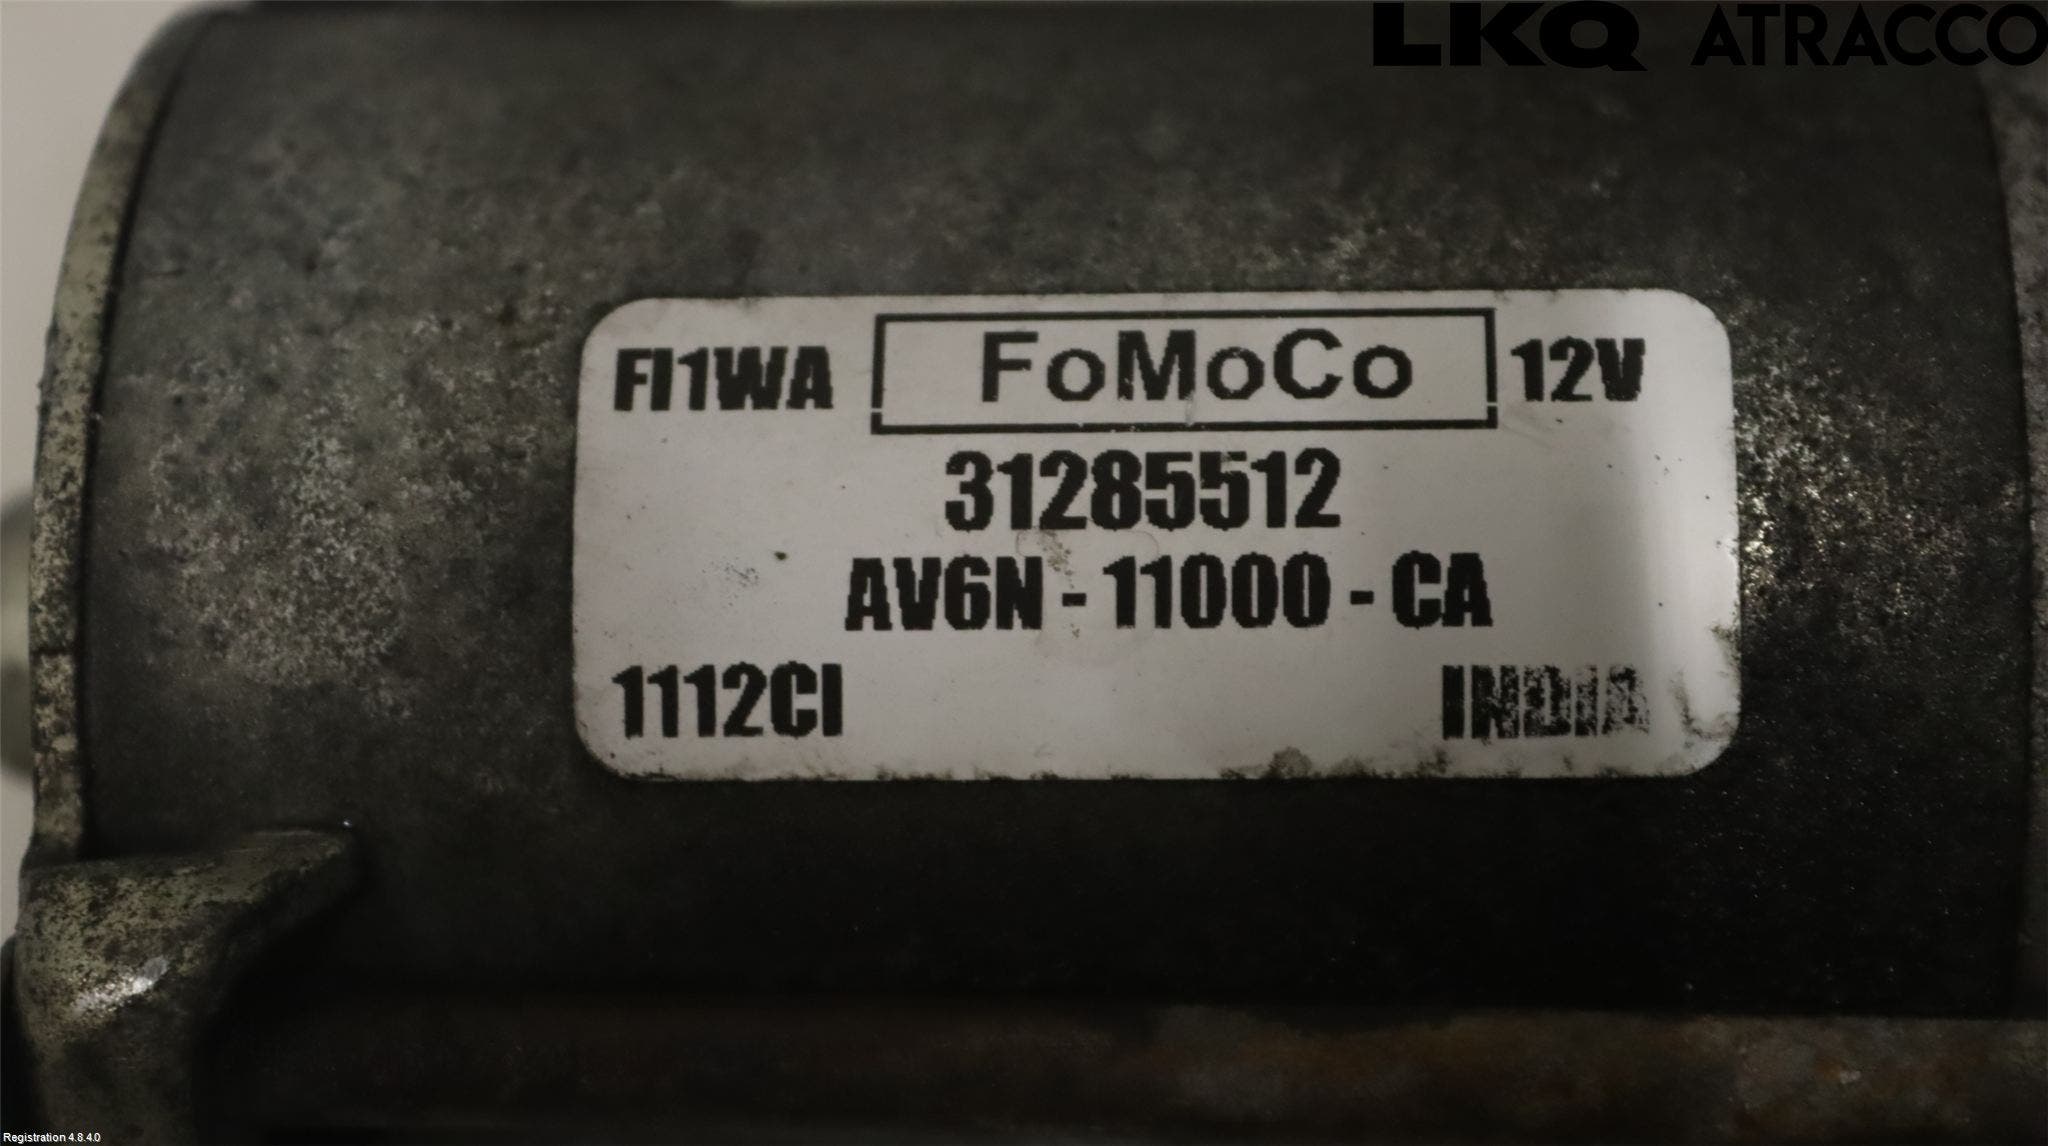 LKQ ATRACCO
FI1WA FoMoCo 12V
31285512
AV6N - 11000 - CA
1112CI INDIA
Registration 4.8.4.0